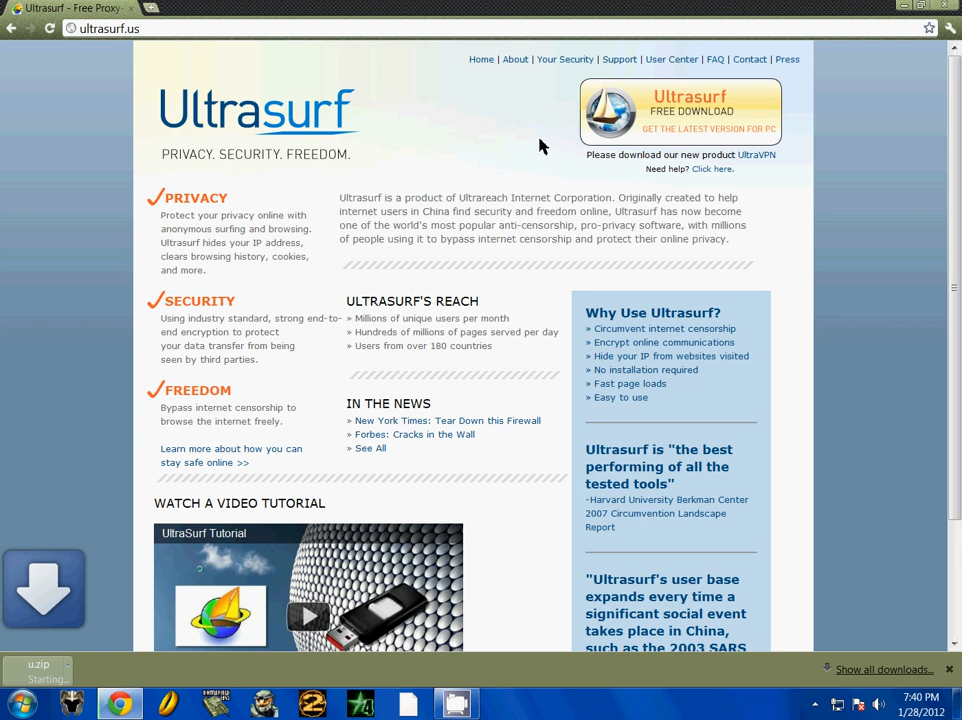 Ultrasurf - Free Proxy-
ultrasurf.us
Home | About | Your Security | Support | User Center | FAQ | Contact | Press
Ultrasurf
PRIVACY. SECURITY. FREEDOM.
Ultrasurf
FREE DOWNLOAD
GET THE LATEST VERSION FOR PC
Please download our new product UltraVPN
Need help? Click here.
PRIVACY
Protect your privacy online with
anonymous surfing and browsing.
Ultrasurf hides your IP address,
clears browsing history, cookies,
and more.
Ultrasurf is a product of Ultrareach Internet Corporation. Originally created to help
internet users in China find security and freedom online, Ultrasurf has now become
one of the world's most popular anti-censorship, pro-privacy software, with millions
of people using it to bypass internet censorship and protect their online privacy.
SECURITY
Using industry standard, strong end-to-
end encryption to protect
your data transfer from being
seen by third parties.
FREEDOM
Bypass internet censorship to
browse the internet freely.
Learn more about how you can
stay safe online >>
ULTRASURF'S REACH
» Millions of unique users per month
» Hundreds of millions of pages served per day
» Users from over 180 countries
IN THE NEWS
» New York Times: Tear Down this Firewall
» Forbes: Cracks in the Wall
» See All
Why Use Ultrasurf?
» Circumvent internet censorship
» Encrypt online communications
» Hide your IP from websites visited
» No installation required
» Fast page loads
» Easy to use
Ultrasurf is "the best
performing of all the
tested tools"
-Harvard University Berkman Center
2007 Circumvention Landscape
Report
"Ultrasurf's user base
expands every time a
significant social event
takes place in China,
such as the 2003 SARS
WATCH A VIDEO TUTORIAL
UltraSurf Tutorial
u.zip
Starting...
Show all downloads...
7:40 PM
1/28/2012